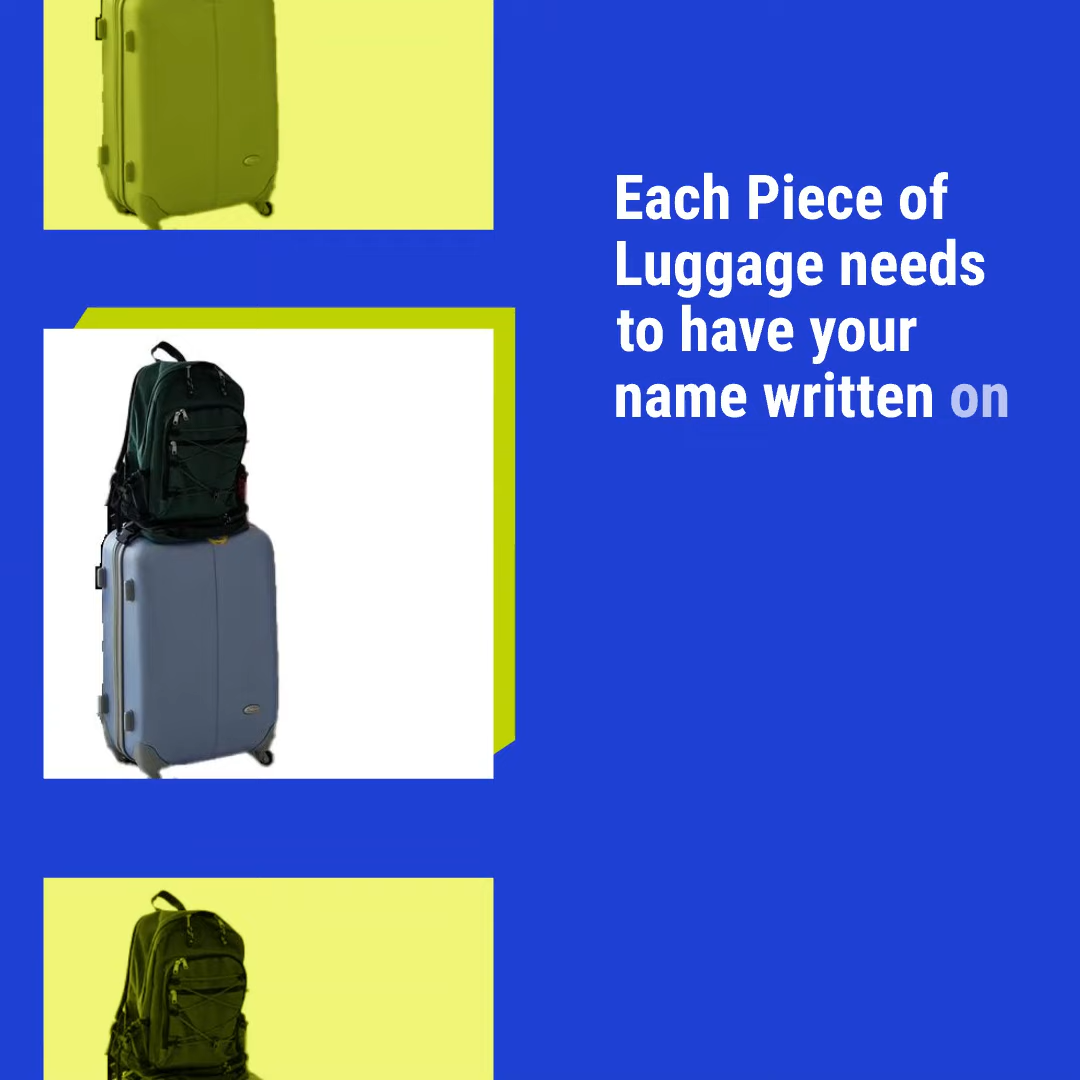 Each Piece of
Luggage needs
to have your
name written on